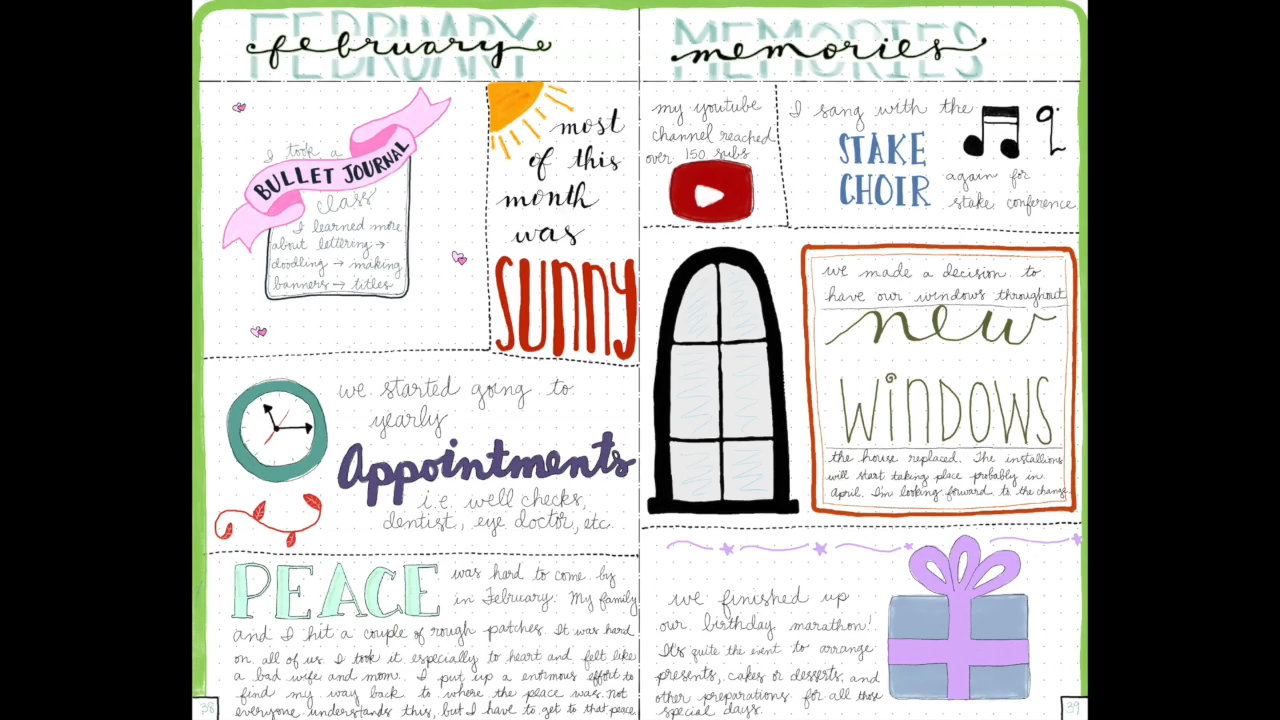 FEBRUARY
february
I took a
BULLET JOURNAL
class
I learned more
about lettering →
doodling → making
banners → titles
most
of this
month
was
SUNNY
we started going to
yearly
Appointments
i.e. well checks,
dentist, eye doctor, etc.
PEACE
was hard to come by
in February. My family
and I hit a couple of rough patches. It was hard
on all of us. I took it especially to heart and felt like
a bad wife and mom. I put up a enormous effort to
find my way back to where the peace was. not
everyone understands this, but I have to get to that peace.
38
MEMORIES
memories
my youtube
channel reached
over 150 subs
I sang with the
STAKE
CHOIR
again for
stake conference
we made a decision to
have our windows throughout
new
WINDOWS
the house replaced. The installions
will start taking place probably in
April. I'm looking forward to the change.
we finished up
our birthday marathon!
It's quite the event to arrange
presents, cakes or desserts, and
other preparations for all those
special days.
39